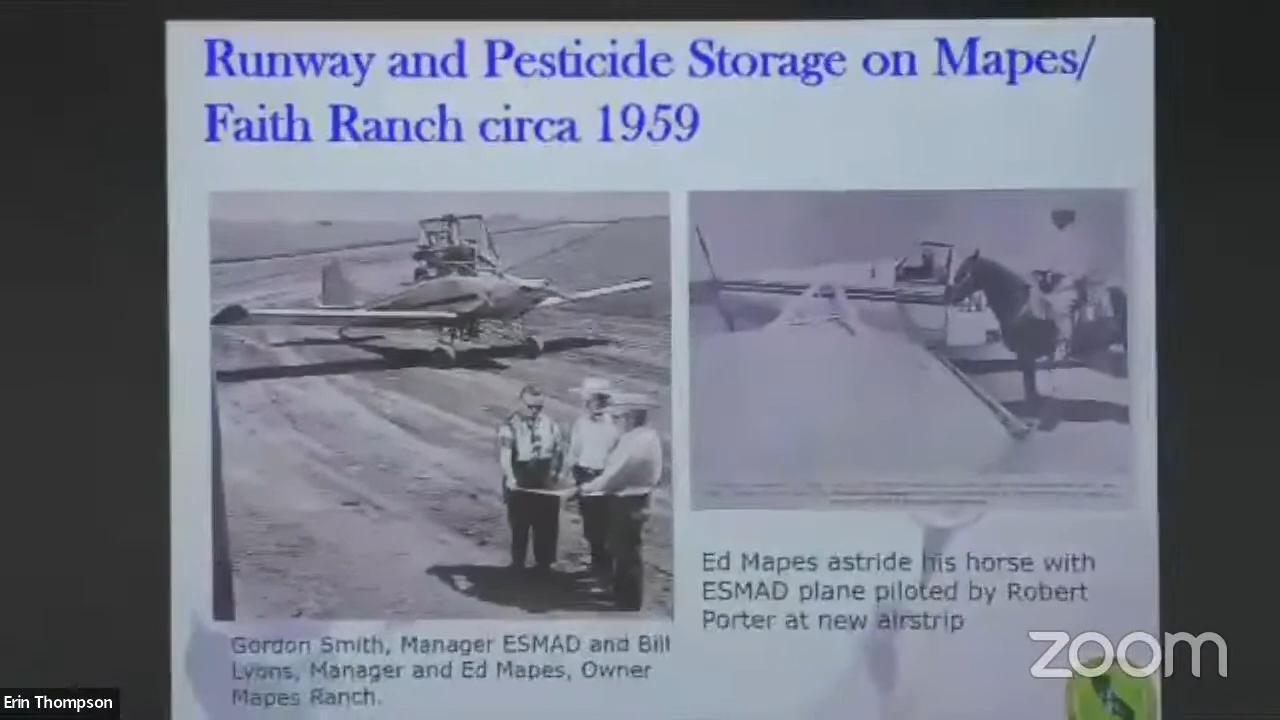 Runway and Pesticide Storage on Mapes/
Faith Ranch circa 1959
Gordon Smith, Manager ESMAD and Bill
Lyons, Manager and Ed Mapes, Owner
Mapes Ranch.
Ed Mapes astride his horse with
ESMAD plane piloted by Robert
Porter at new airstrip
zoom
Erin Thompson